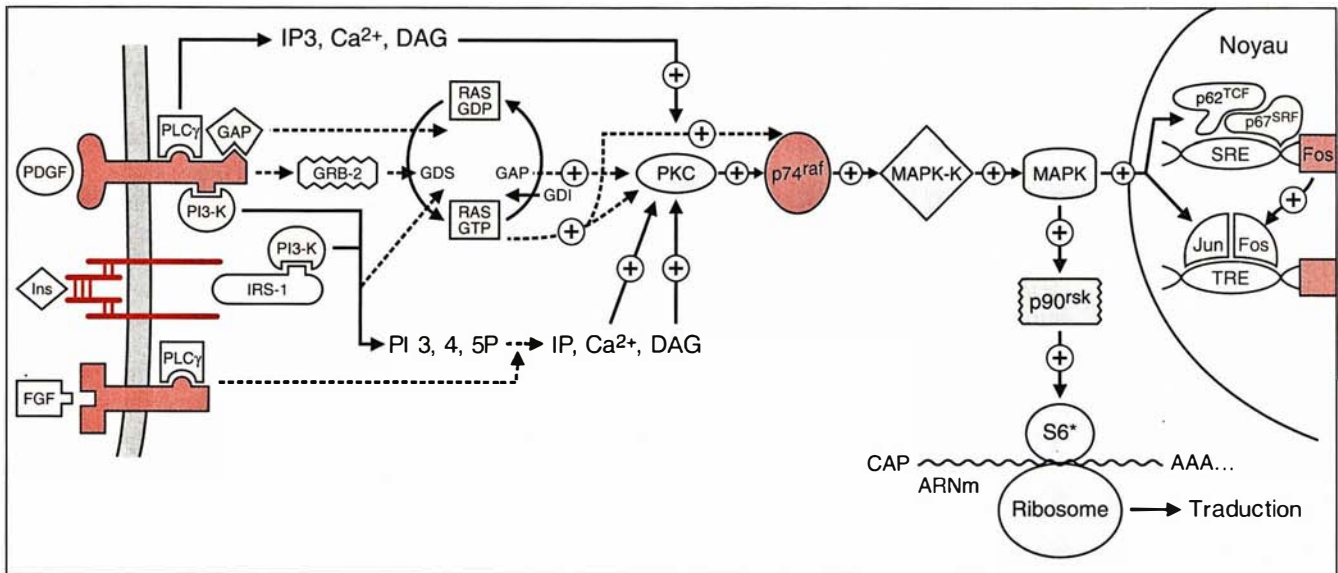 IP3, Ca²⁺, DAG
Noyau
PLCγ
GAP
RAS
GDP
+
+
p62TCF
p67SRF
PDGF
GRB-2
GDS
GAP
+
PKC
+
p74raf
+
MAPK-K
+
MAPK
+
SRE
Fos
GDI
PI3-K
RAS
GTP
+
+
Jun
Fos
PI3-K
+
+
+
TRE
Ins
IRS-1
p90rsk
PI 3, 4, 5P
IP, Ca²⁺, DAG
PLCγ
+
FGF
S6*
CAP
AAA...
ARNm
Ribosome
Traduction